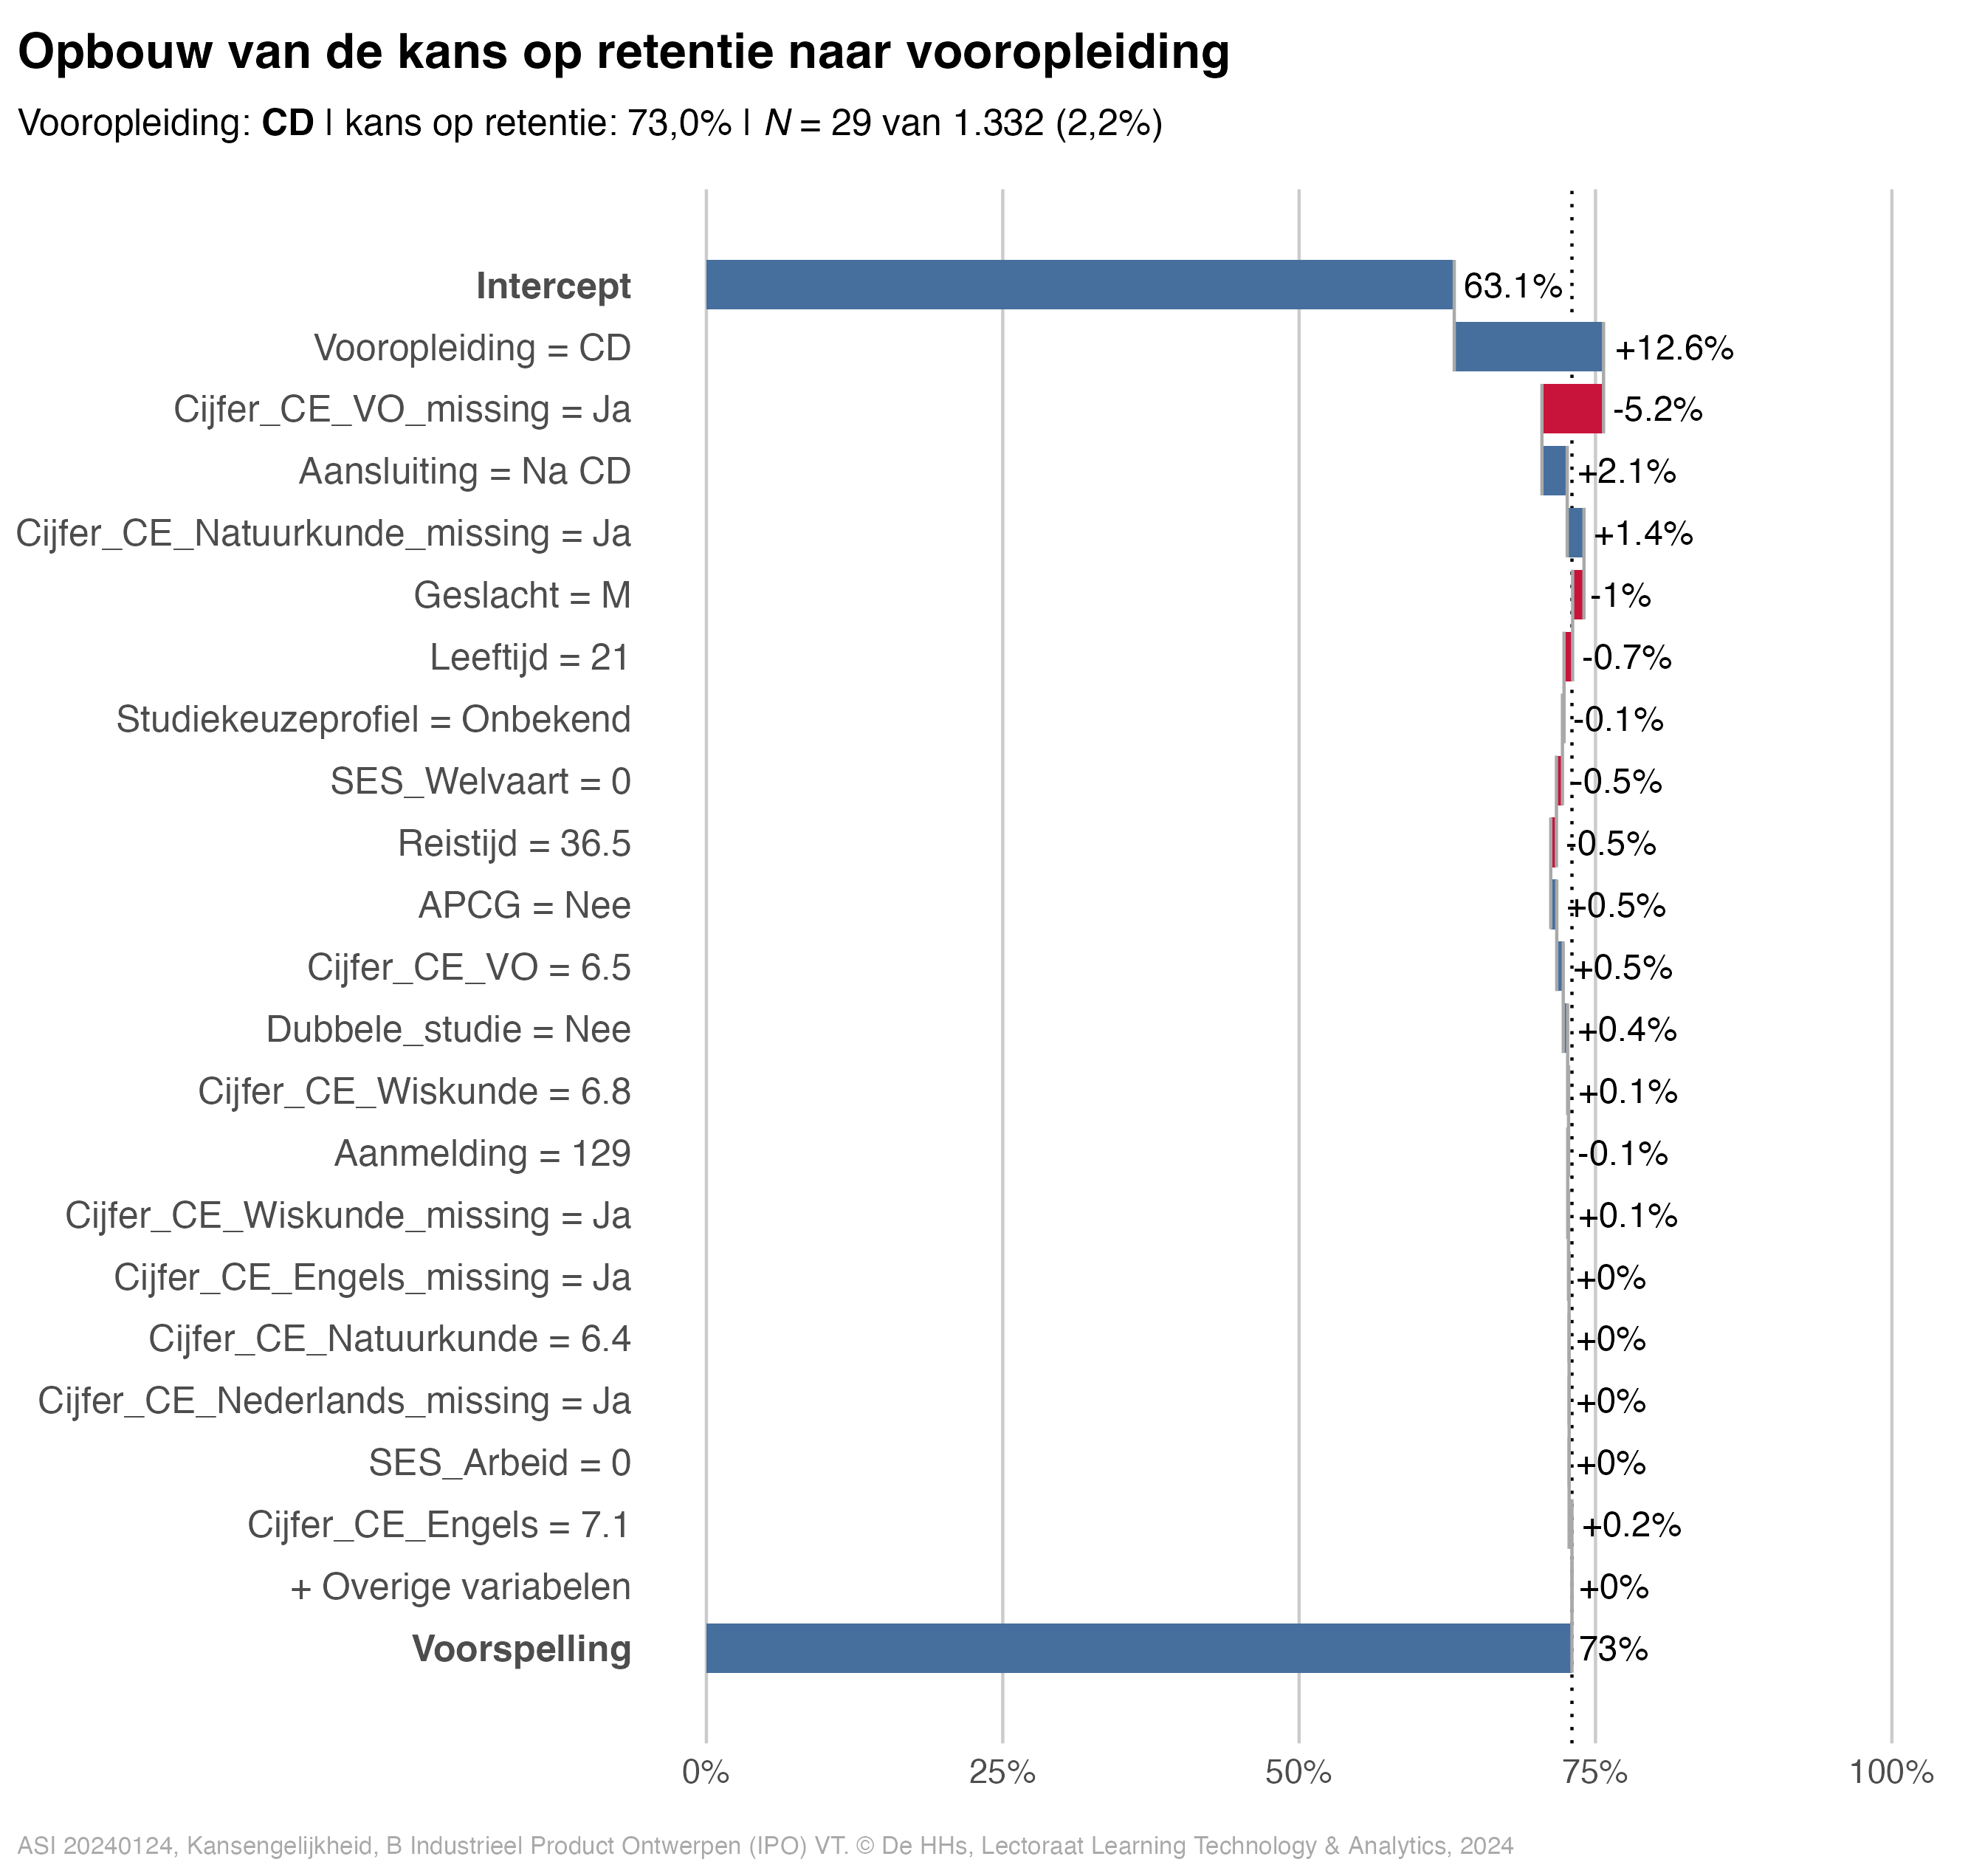 Opbouw van de kans op retentie naar vooropleiding
Vooropleiding: CD | kans op retentie: 73,0% | N = 29 van 1.332 (2,2%)
Intercept 63.1%
Vooropleiding = CD +12.6%
Cijfer_CE_VO_missing = Ja -5.2%
Aansluiting = Na CD +2.1%
Cijfer_CE_Natuurkunde_missing = Ja +1.4%
Geslacht = M -1%
Leeftijd = 21 -0.7%
Studiekeuzeprofiel = Onbekend -0.1%
SES_Welvaart = 0 -0.5%
Reistijd = 36.5 -0.5%
APCG = Nee +0.5%
Cijfer_CE_VO = 6.5 +0.5%
Dubbele_studie = Nee +0.4%
Cijfer_CE_Wiskunde = 6.8 +0.1%
Aanmelding = 129 -0.1%
Cijfer_CE_Wiskunde_missing = Ja +0.1%
Cijfer_CE_Engels_missing = Ja +0%
Cijfer_CE_Natuurkunde = 6.4 +0%
Cijfer_CE_Nederlands_missing = Ja +0%
SES_Arbeid = 0 +0%
Cijfer_CE_Engels = 7.1 +0.2%
+ Overige variabelen +0%
Voorspelling 73%
0% 25% 50% 75% 100%
ASI 20240124, Kansengelijkheid, B Industrieel Product Ontwerpen (IPO) VT. © De HHs, Lectoraat Learning Technology & Analytics, 2024